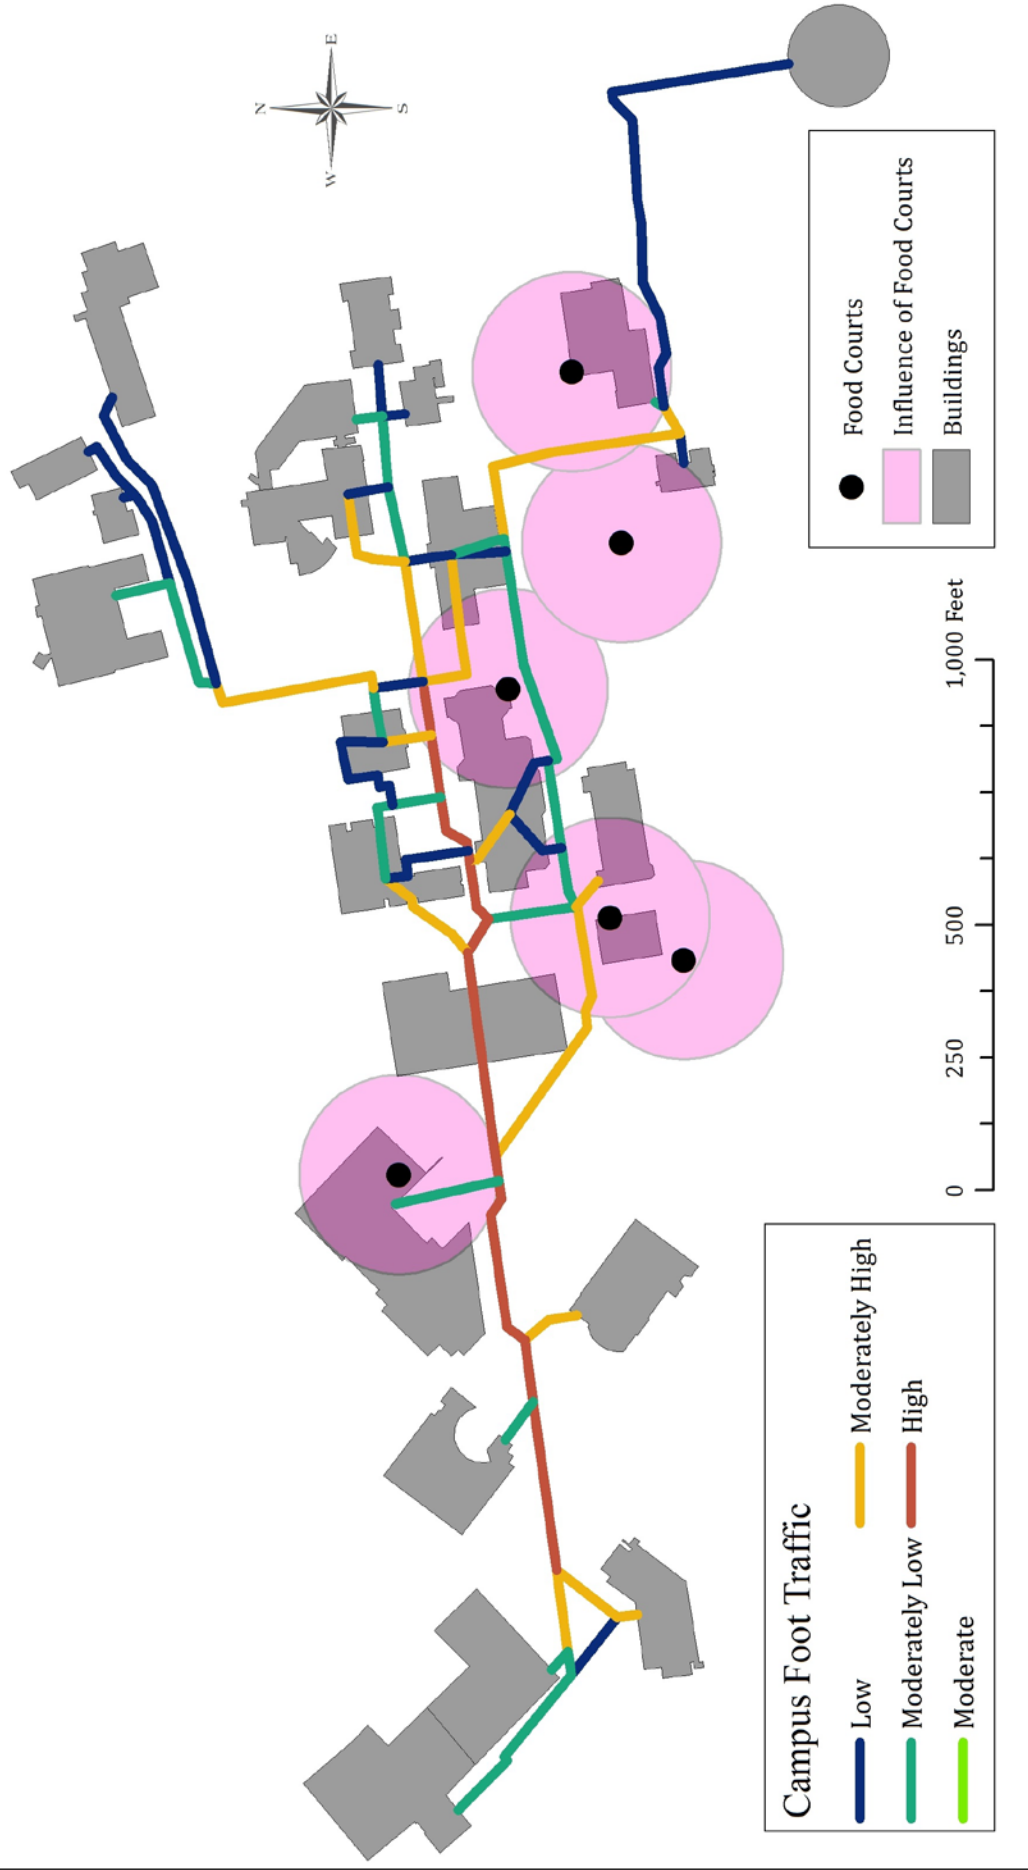 N
W E
S
Campus Foot Traffic
Low
Moderately High
Moderately Low
High
Moderate
0 250 500 1,000 Feet
Food Courts
Influence of Food Courts
Buildings